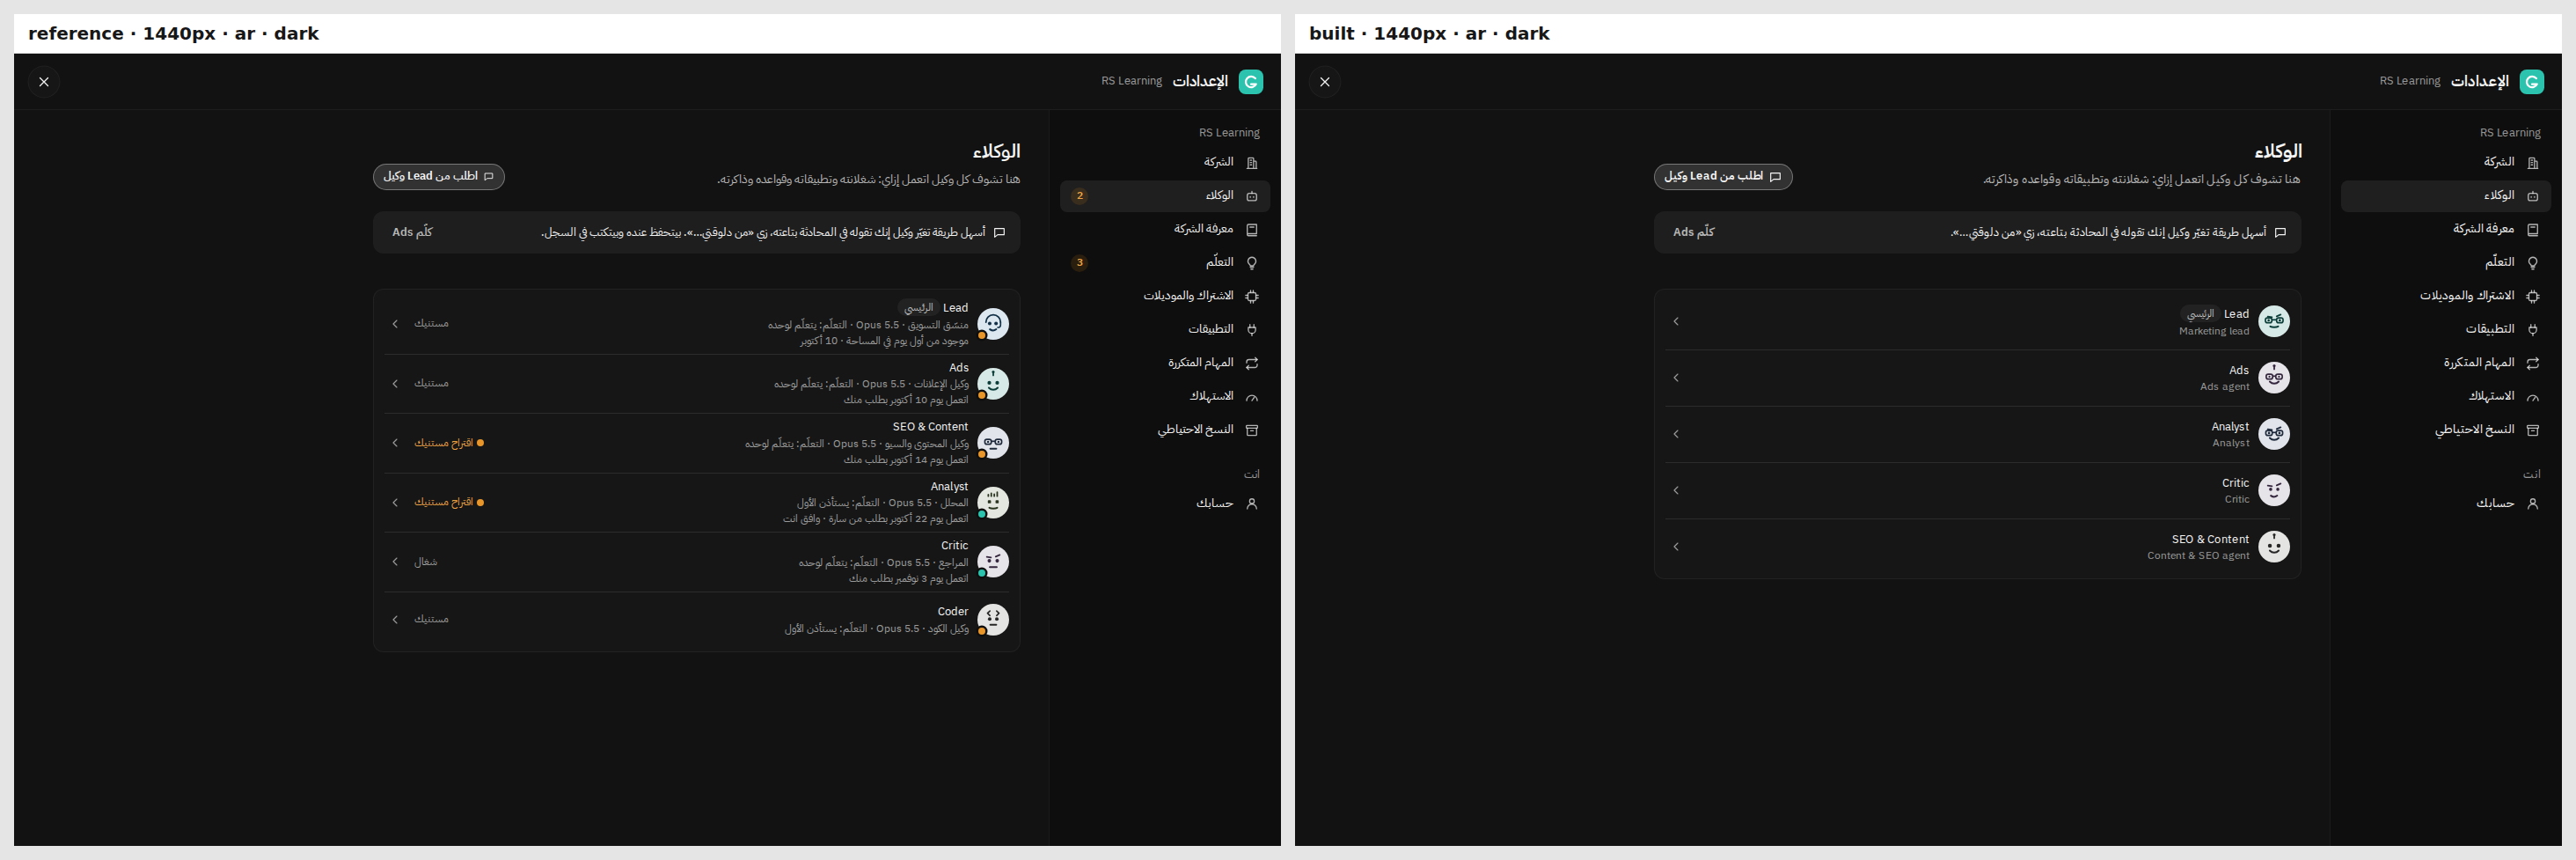 reference · 1440px · ar · dark
الإعدادات RS Learning
RS Learning
الشركة
الوكلاء 2
معرفة الشركة
التعلّم 3
الاشتراك والموديلات
التطبيقات
المهام المتكررة
الاستهلاك
النسخ الاحتياطي
انت
حسابك
الوكلاء
هنا تشوف كل وكيل اتعمل إزاي: شغلانته وتطبيقاته وقواعده وذاكرته.
اطلب من Lead وكيل
أسهل طريقة تغيّر وكيل إنك تقوله في المحادثة بتاعته، زي «من دلوقتي...». بيتحفظ عنده وبيتكتب في السجل.
كلّم Ads
Lead الرئيسي
منسّق التسويق · Opus 5.5 · التعلّم: يتعلّم لوحده
موجود من أول يوم في المساحة · 10 أكتوبر
مستنيك
Ads
وكيل الإعلانات · Opus 5.5 · التعلّم: يتعلّم لوحده
اتعمل يوم 10 أكتوبر بطلب منك
مستنيك
SEO & Content
وكيل المحتوى والسيو · Opus 5.5 · التعلّم: يتعلّم لوحده
اتعمل يوم 14 أكتوبر بطلب منك
اقتراح مستنيك
Analyst
المحلل · Opus 5.5 · التعلّم: يستأذن الأول
اتعمل يوم 22 أكتوبر بطلب من سارة · وافق انت
اقتراح مستنيك
Critic
المراجع · Opus 5.5 · التعلّم: يتعلّم لوحده
اتعمل يوم 3 نوفمبر بطلب منك
شغال
Coder
وكيل الكود · Opus 5.5 · التعلّم: يستأذن الأول
مستنيك
built · 1440px · ar · dark
الإعدادات RS Learning
RS Learning
الشركة
الوكلاء
معرفة الشركة
التعلّم
الاشتراك والموديلات
التطبيقات
المهام المتكررة
الاستهلاك
النسخ الاحتياطي
انت
حسابك
الوكلاء
هنا تشوف كل وكيل اتعمل إزاي: شغلانته وتطبيقاته وقواعده وذاكرته.
اطلب من Lead وكيل
أسهل طريقة تغيّر وكيل إنك تقوله في المحادثة بتاعته، زي «من دلوقتي...».
كلّم Ads
Lead الرئيسي
Marketing lead
Ads
Ads agent
Analyst
Analyst
Critic
Critic
SEO & Content
Content & SEO agent